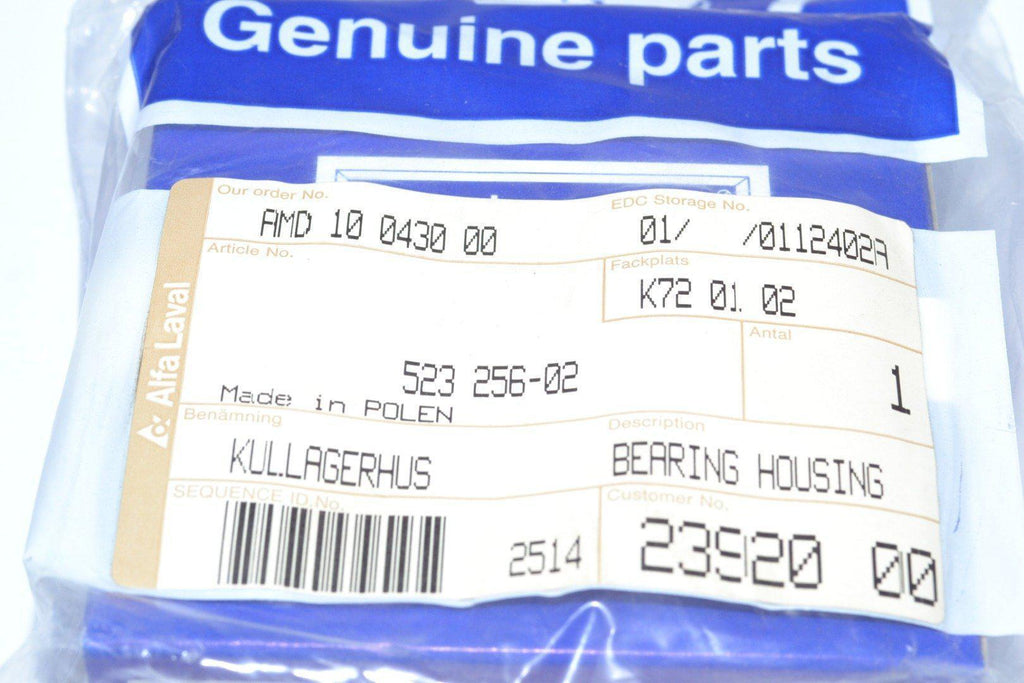 Genuine parts
Our order No.
AMD 10 0430 00
EDC Storage No.
01/ /0112402A
Article No.
Fackplats
K72 01 02
523 256-02
Made in POLEN
Antal
1
Alfa Laval
Benämning
KULLAGERHUS
Description
BEARING HOUSING
SEQUENCE ID.No.
2514
Customer No.
23920 00